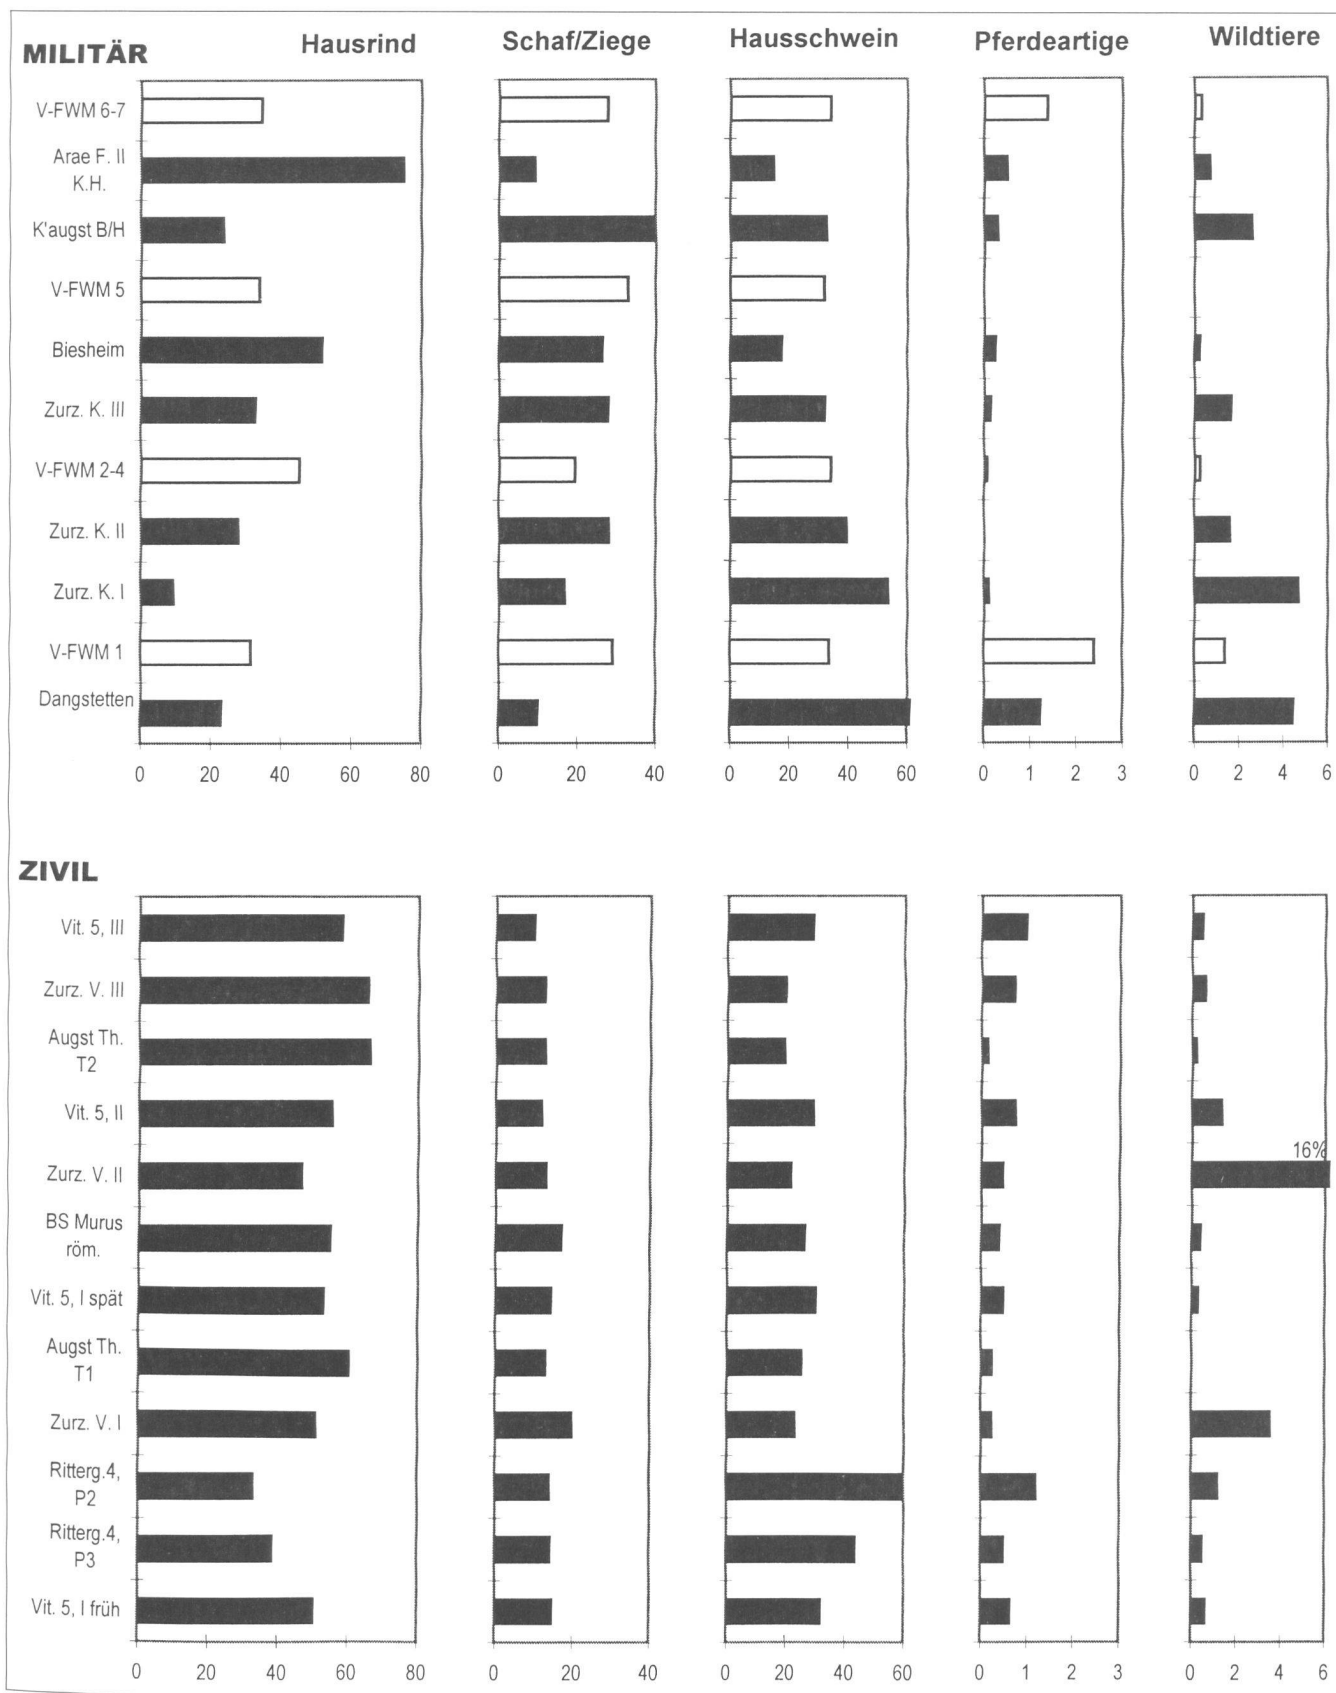 MILITÄR
Hausrind
Schaf/Ziege
Hausschwein
Pferdeartige
Wildtiere
V-FWM 6-7
Arae F. II
K.H.
K'augst B/H
V-FWM 5
Biesheim
Zurz. K. III
V-FWM 2-4
Zurz. K. II
Zurz. K. I
V-FWM 1
Dangstetten
0 20 40 60 80
0 20 40
0 20 40 60
0 1 2 3
0 2 4 6
ZIVIL
Vit. 5, III
Zurz. V. III
Augst Th.
T2
Vit. 5, II
16%
Zurz. V. II
BS Murus
röm.
Vit. 5, I spät
Augst Th.
T1
Zurz. V. I
Ritterg.4,
P2
Ritterg.4,
P3
Vit. 5, I früh
0 20 40 60 80
0 20 40
0 20 40 60
0 1 2 3
0 2 4 6